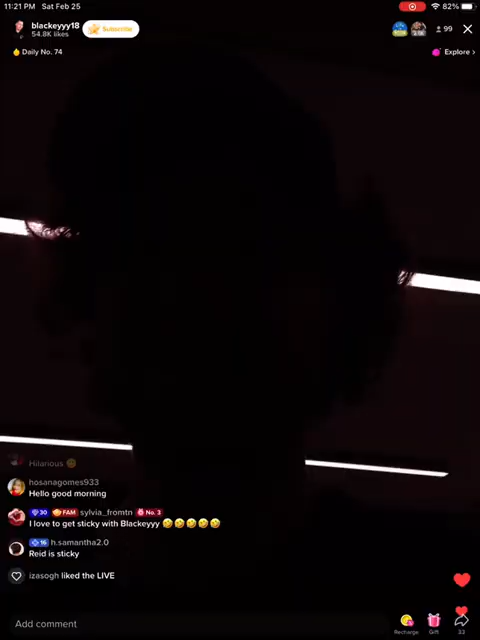 11:21 PM Sat Feb 25
82%
blackeyyy18
54.8K likes
Subscribe
99
Daily No. 74
Explore >
Hilarious
hosanagomes933
Hello good morning
30 FAM sylvia_fromtn No. 3
I love to get sticky with Blackeyyy 🤣🤣🤣🤣🤣
16 h.samantha2.0
Reid is sticky
izasogh liked the LIVE
Add comment
Recharge
Gift
33